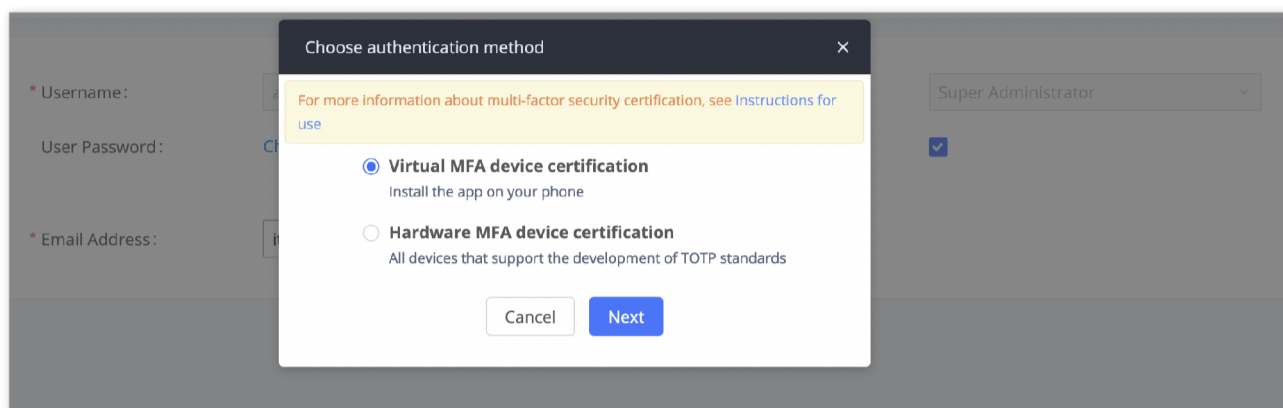 Choose authentication method
* Username:
For more information about multi-factor security certification, see Instructions for
use
Super Administrator
User Password:
Virtual MFA device certification
Install the app on your phone
* Email Address:
Hardware MFA device certification
All devices that support the development of TOTP standards
Cancel
Next